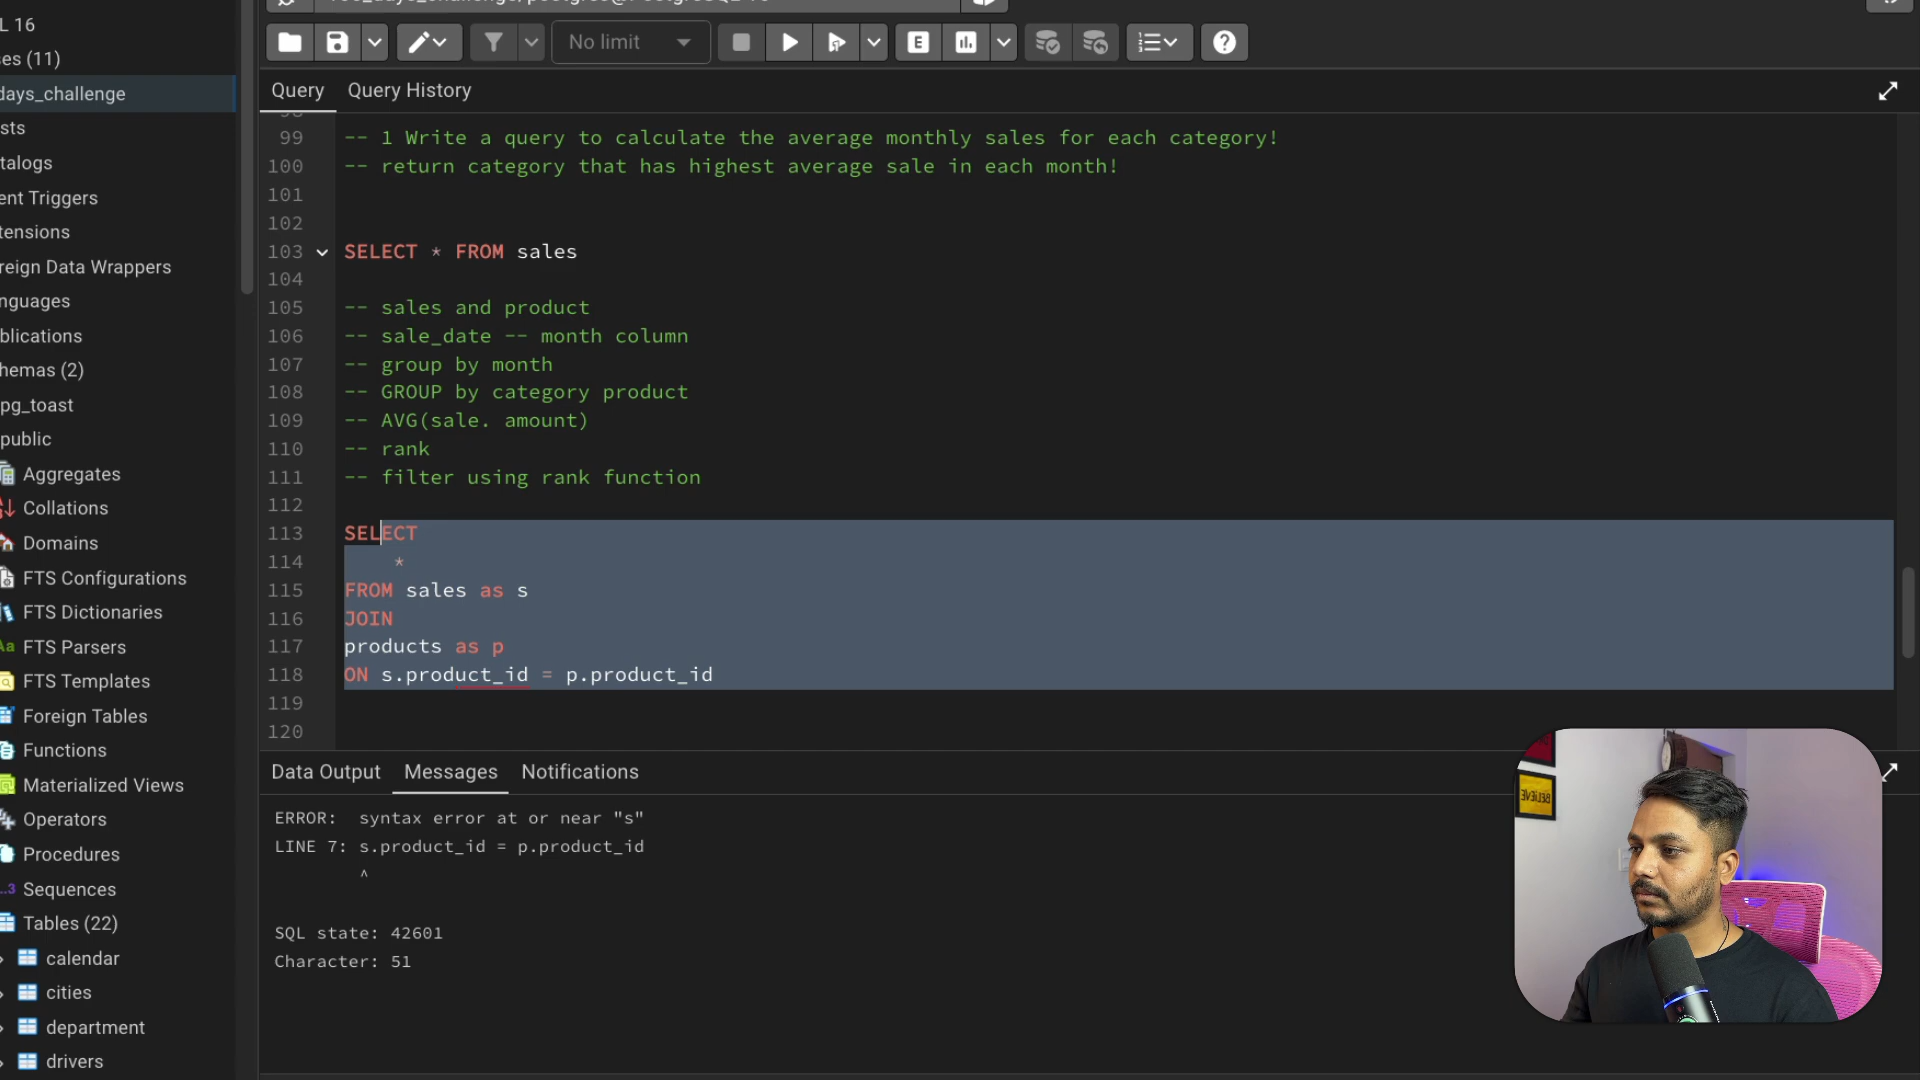 L 16
ses (11)
days_challenge
sts
talogs
ent Triggers
tensions
reign Data Wrappers
nguages
blications
hemas (2)
pg_toast
public
Aggregates
Collations
Domains
FTS Configurations
FTS Dictionaries
Aa FTS Parsers
FTS Templates
Foreign Tables
Functions
Materialized Views
Operators
Procedures
..3 Sequences
Tables (22)
calendar
cities
department
drivers
No limit
E
Query Query History
99 -- 1 Write a query to calculate the average monthly sales for each category!
100 -- return category that has highest average sale in each month!
101
102
103 SELECT * FROM sales
104
105 -- sales and product
106 -- sale_date -- month column
107 -- group by month
108 -- GROUP by category product
109 -- AVG(sale. amount)
110 -- rank
111 -- filter using rank function
112
113 SELECT
114 *
115 FROM sales as s
116 JOIN
117 products as p
118 ON s.product_id = p.product_id
119
120
Data Output Messages Notifications
ERROR: syntax error at or near "s"
LINE 7: s.product_id = p.product_id
^
SQL state: 42601
Character: 51
BELIEVE